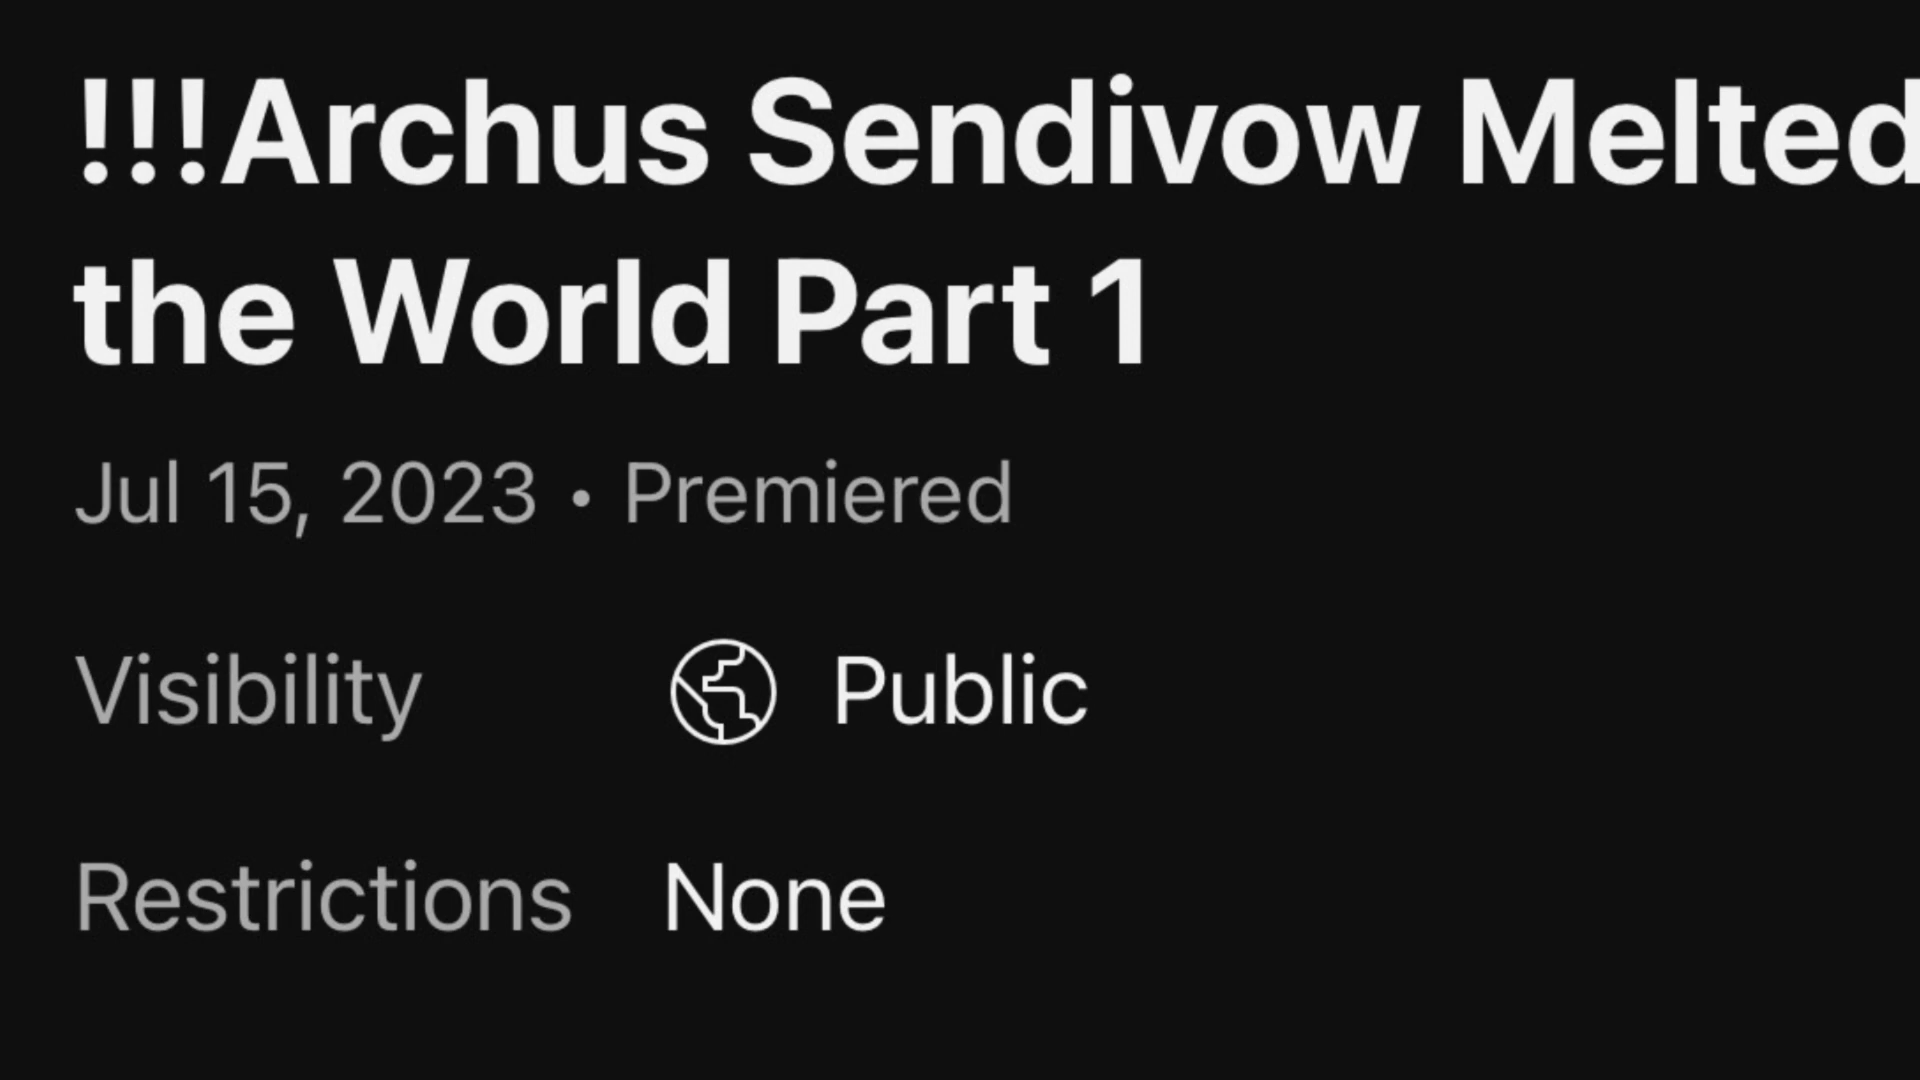 !!!Archus Sendivow Melted
the World Part 1
Jul 15, 2023 • Premiered
Visibility Public
Restrictions None